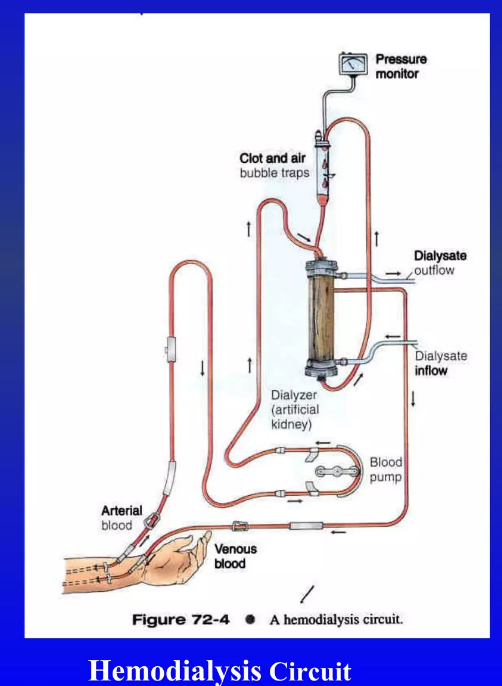 Pressure
monitor
Clot and air
bubble traps
Dialysate
outflow
Dialysate
inflow
Dialyzer
(artificial
kidney)
Blood
pump
Arterial
blood
Venous
blood
Figure 72-4 ● A hemodialysis circuit.
Hemodialysis Circuit